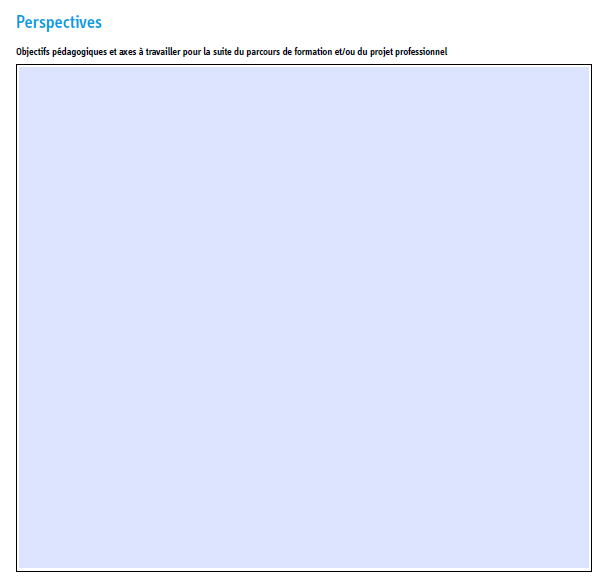 Perspectives
Objectifs pédagogiques et axes à travailler pour la suite du parcours de formation et/ou du projet professionnel